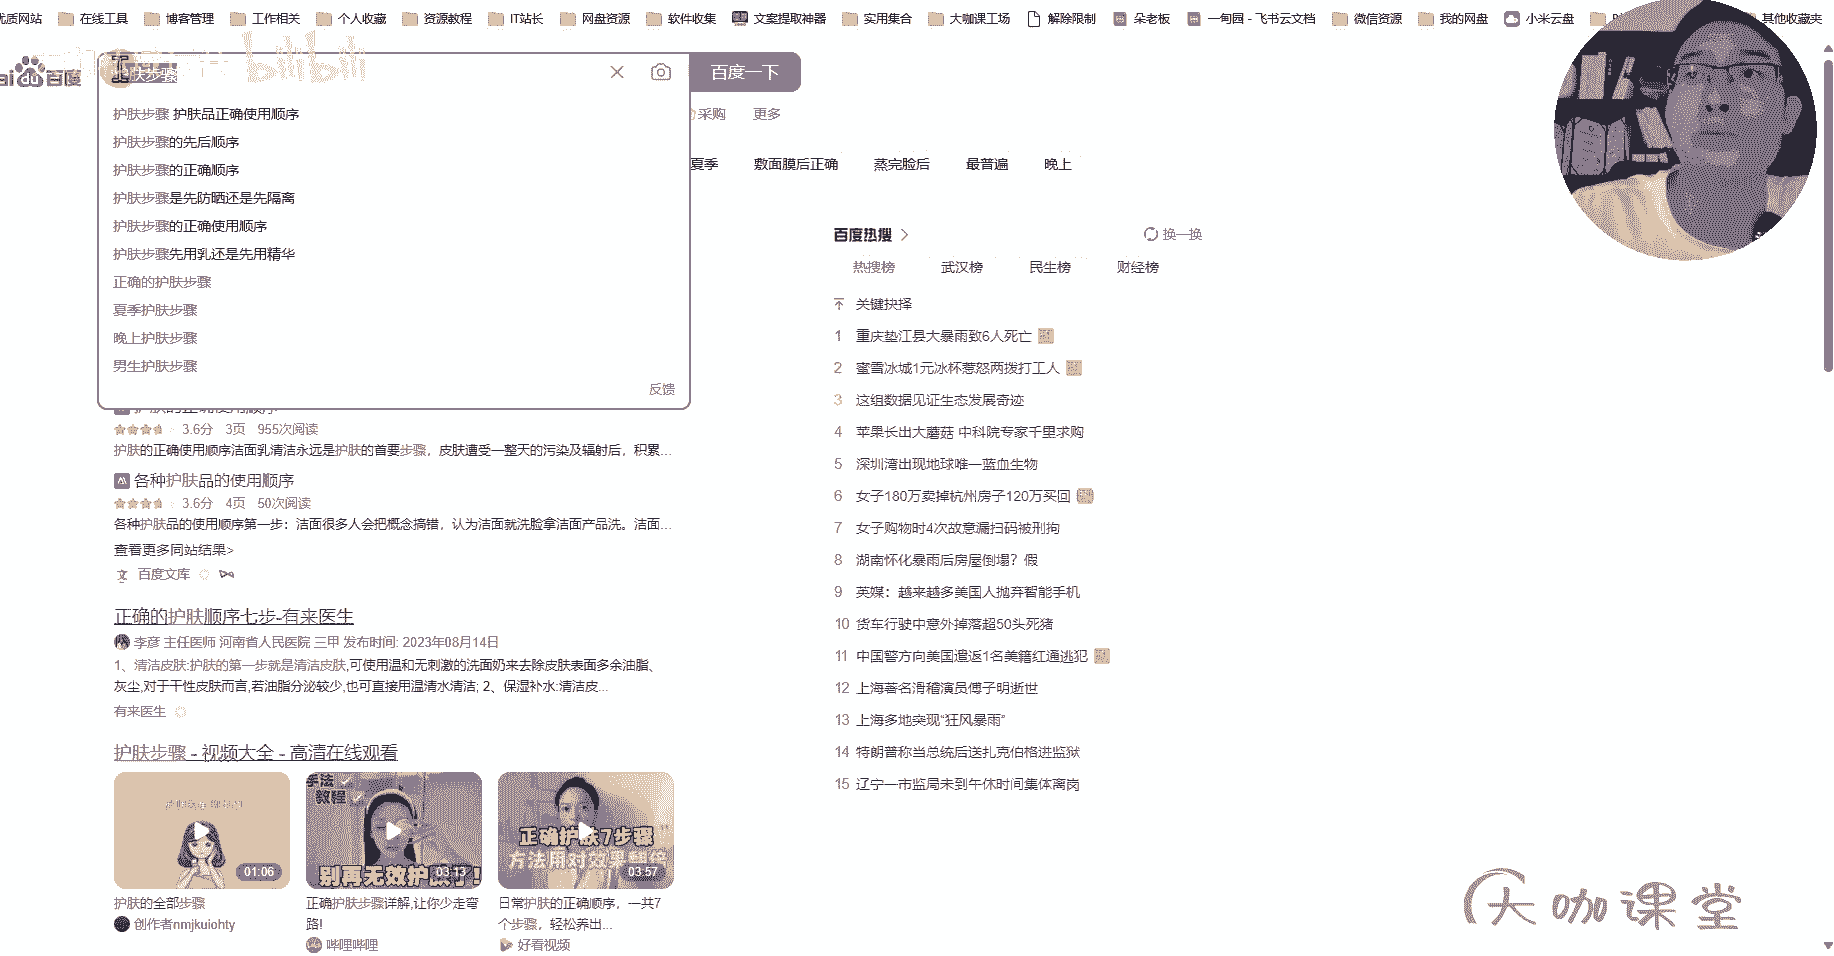 优质网站 在线工具 博客管理 工作相关 个人收藏 资源教程 IT站长 网盘资源 软件收集 文案提取神器 实用集合 大咖课工场 解除限制 朵老板 一甸园 - 飞书云文档 微信资源 我的网盘 小米云盘 其他收藏夹
bilibili
百度 肤步骤 百度一下
护肤步骤 护肤品正确使用顺序
采购 更多
护肤步骤的先后顺序
夏季 敷面膜后正确 蒸完脸后 最普遍 晚上
护肤步骤的正确顺序
护肤步骤是先防晒还是先隔离
护肤步骤的正确使用顺序
护肤步骤先用乳还是先用精华
正确的护肤步骤
夏季护肤步骤
晚上护肤步骤
男生护肤步骤
反馈
护肤的正确使用顺序
3.6分 3页 955次阅读
护肤的正确使用顺序洁面乳清洁永远是护肤的首要步骤，皮肤遭受一整天的污染及辐射后，积累...
各种护肤品的使用顺序
3.6分 4页 50次阅读
各种护肤品的使用顺序第一步：洁面很多人会把概念搞错，认为洁面就洗脸拿洁面产品洗。洁面...
查看更多同站结果>
百度文库
正确的护肤顺序七步-有来医生
李彦 主任医师 河南省人民医院 三甲 发布时间: 2023年08月14日
1、清洁皮肤:护肤的第一步就是清洁皮肤,可使用温和无刺激的洗面奶来去除皮肤表面多余油脂、
灰尘,对于干性皮肤而言,若油脂分泌较少,也可直接用温清水清洁; 2、保湿补水:清洁皮...
有来医生
护肤步骤 - 视频大全 - 高清在线观看
01:06
手法
教程
别再无效护肤了!
03:13
正确护肤7步骤
方法用对效果翻倍
03:57
护肤的全部步骤
创作者nmjkuiohty
正确护肤步骤详解,让你少走弯
路!
哔哩哔哩
日常护肤的正确顺序，一共7
个步骤，轻松养出...
好看视频
百度热搜 换一换
热搜榜 武汉榜 民生榜 财经榜
关键抉择
1 重庆垫江县大暴雨致6人死亡
2 蜜雪冰城1元冰杯惹怒两拨打工人
3 这组数据见证生态发展奇迹
4 苹果长出大蘑菇 中科院专家千里求购
5 深圳湾出现地球唯一蓝血生物
6 女子180万卖掉杭州房子120万买回
7 女子购物时4次故意漏扫码被刑拘
8 湖南怀化暴雨后房屋倒塌？假
9 英媒：越来越多美国人抛弃智能手机
10 货车行驶中意外掉落超50头死猪
11 中国警方向美国遣返1名美籍红通逃犯
12 上海著名滑稽演员傅子明逝世
13 上海多地突现“狂风暴雨”
14 特朗普称当总统后送扎克伯格进监狱
15 辽宁一市监局未到午休时间集体离岗
大咖课堂